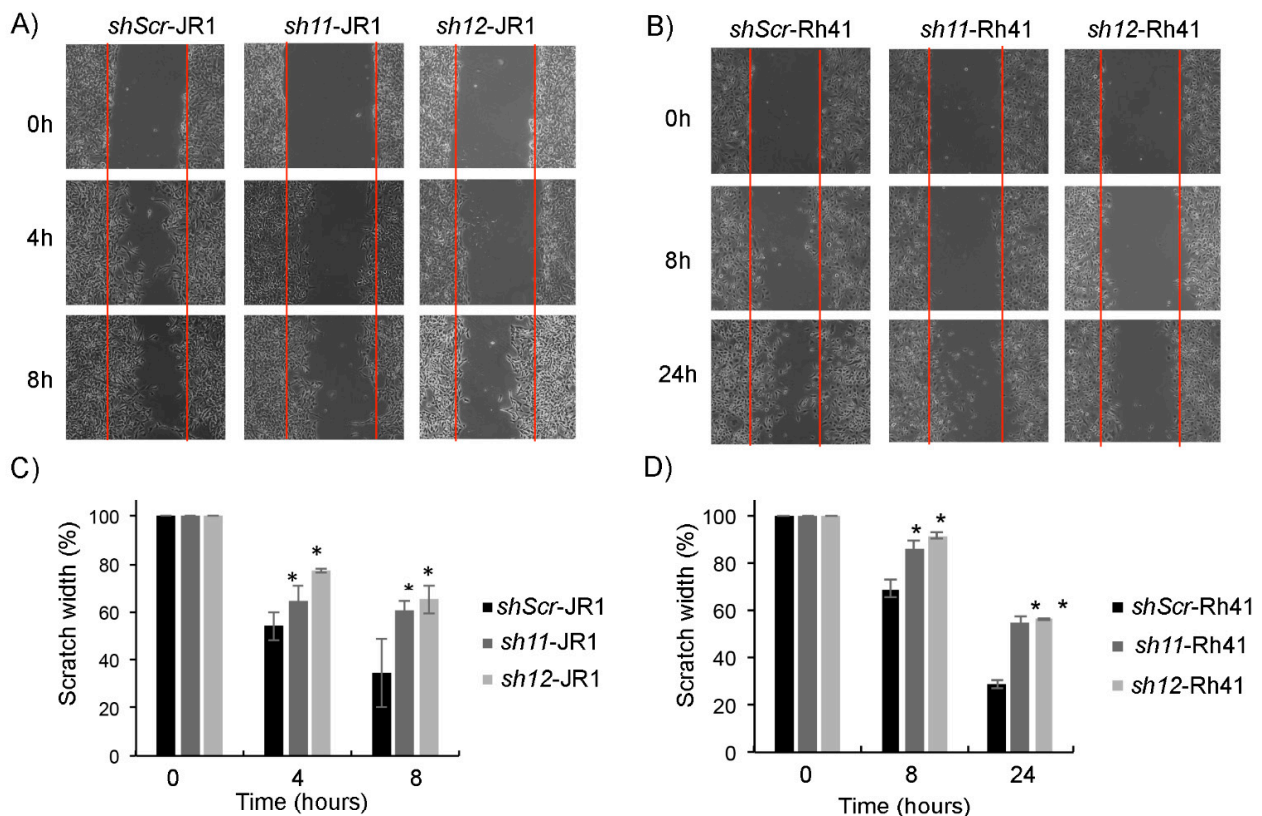 A)
shScr-JR1 sh11-JR1 sh12-JR1
0h
4h
8h
B)
shScr-Rh41 sh11-Rh41 sh12-Rh41
0h
8h
24h
C)
Scratch width (%)
100
80
60
40
20
0
* *
* *
0 4 8
Time (hours)
shScr-JR1
sh11-JR1
sh12-JR1
D)
Scratch width (%)
100
80
60
40
20
0
* *
* *
0 8 24
Time (hours)
shScr-Rh41
sh11-Rh41
sh12-Rh41